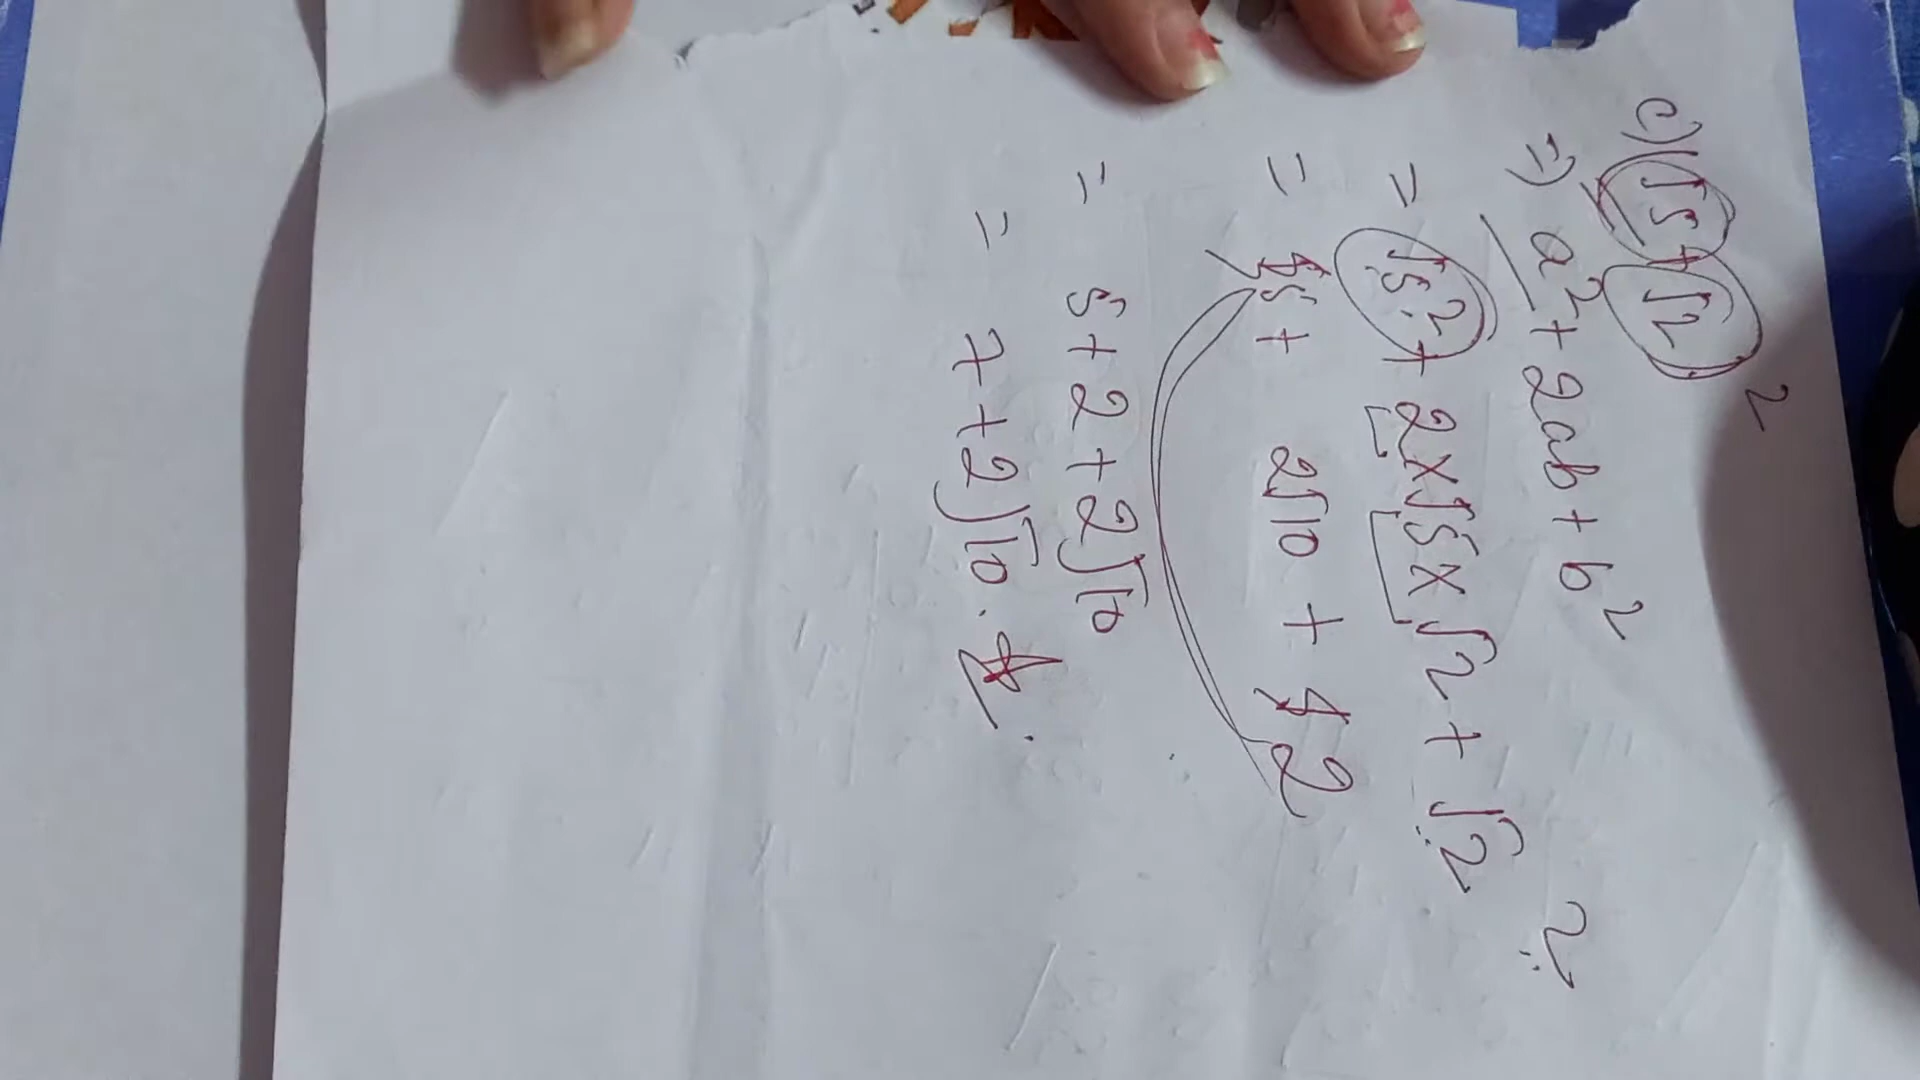 c) (√5 + √2)²
⇒ a² + 2ab + b²
= √5² + 2×√5×√2 + √2²
= 5 + 2√10 + 2
= 5 + 2 + 2√10
= 7 + 2√10.